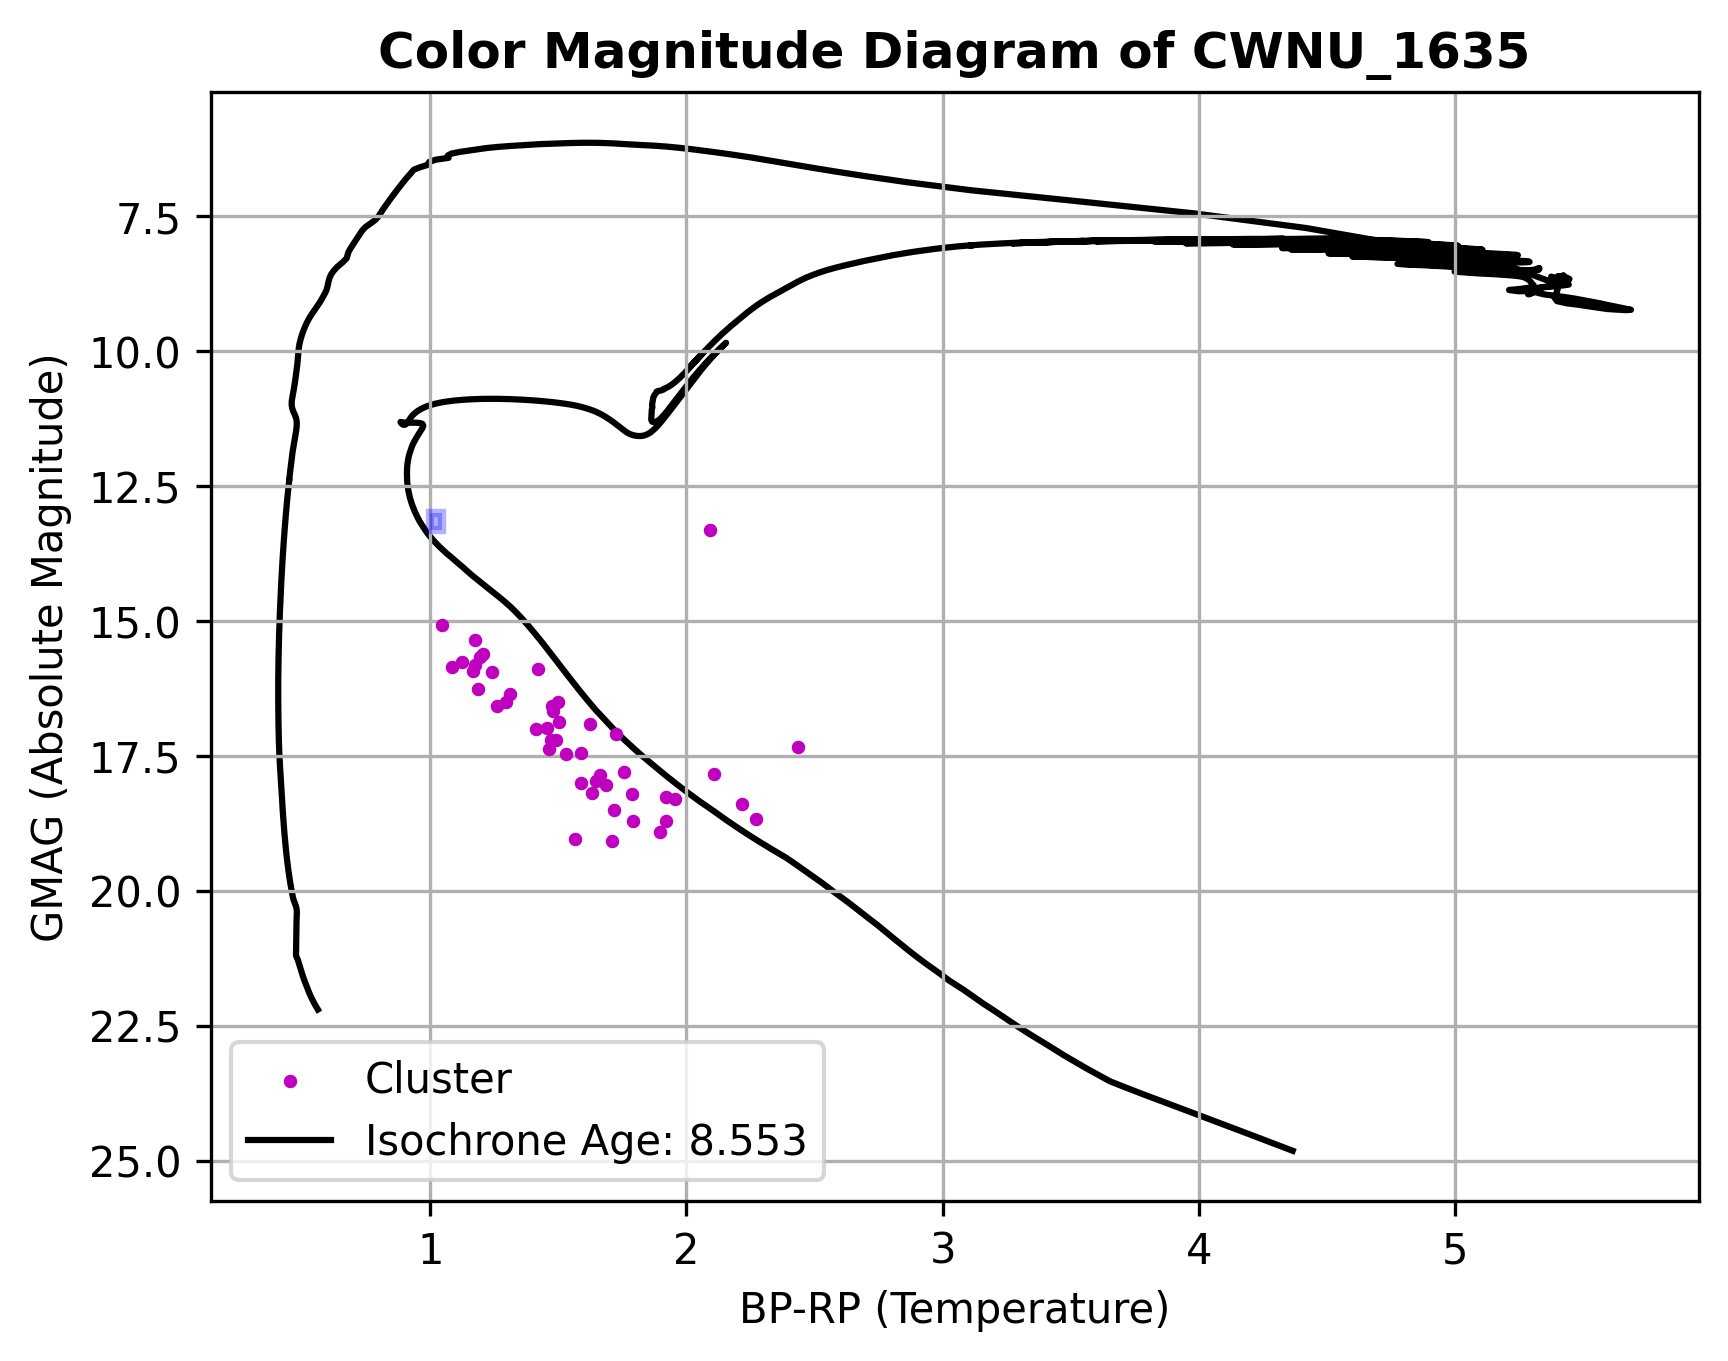 Color Magnitude Diagram of CWNU_1635
GMAG (Absolute Magnitude)
7.5
10.0
12.5
15.0
17.5
20.0
22.5
25.0
Cluster
Isochrone Age: 8.553
1 2 3 4 5
BP-RP (Temperature)